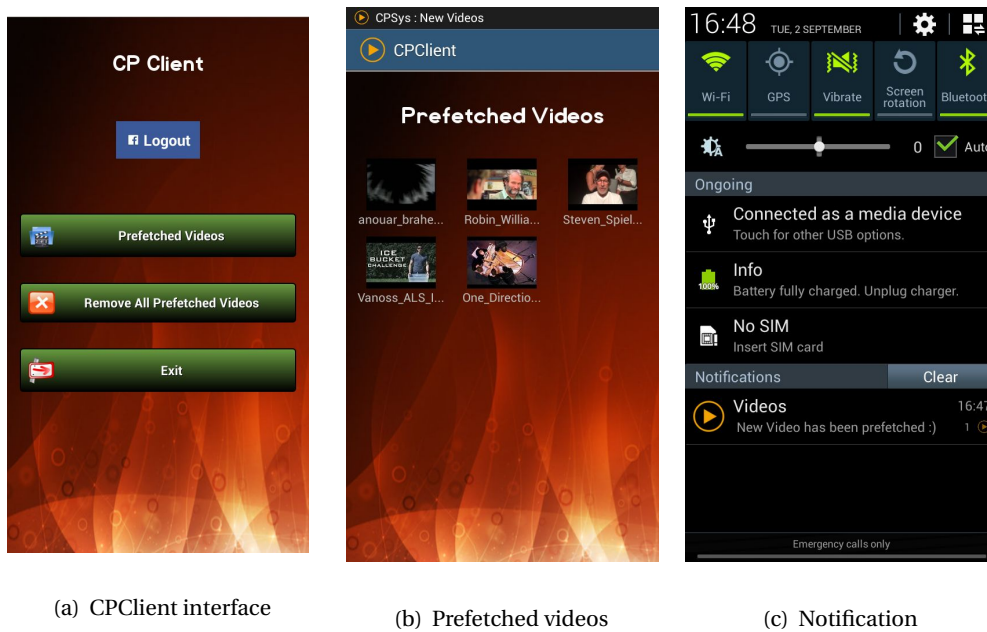 CP Client
Logout
Prefetched Videos
Remove All Prefetched Videos
Exit
(a) CPClient interface
CPSys : New Videos
CPClient
Prefetched Videos
anouar_brahe...
Robin_Willia...
Steven_Spiel...
ICE
BUCKET
CHALLENGE
Vanoss_ALS_I...
One_Directio...
(b) Prefetched videos
16:48 TUE, 2 SEPTEMBER
Wi-Fi
GPS
Vibrate
Screen
rotation
Bluetoot
0
Auto
Ongoing
Connected as a media device
Touch for other USB options.
100%
Info
Battery fully charged. Unplug charger.
No SIM
Insert SIM card
Notifications
Clear
Videos
16:47
New Video has been prefetched :)
1
Emergency calls only
(c) Notification